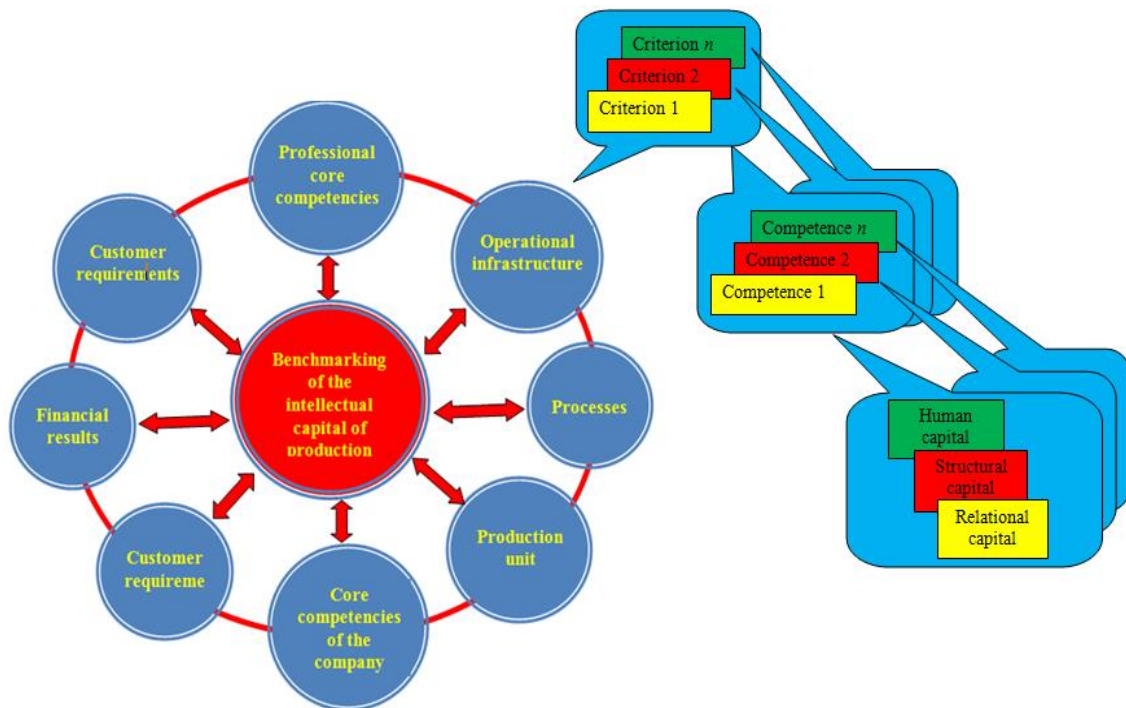 Criterion n
Criterion 2
Criterion 1
Professional
core
competencies
Customer
requirements
Operational
infrastructure
Competence n
Competence 2
Competence 1
Benchmarking
of the
intellectual
capital of
production
Financial
results
Processes
Human
capital
Structural
capital
Relational
capital
Customer
requireme
Production
unit
Core
competencies
of the
company